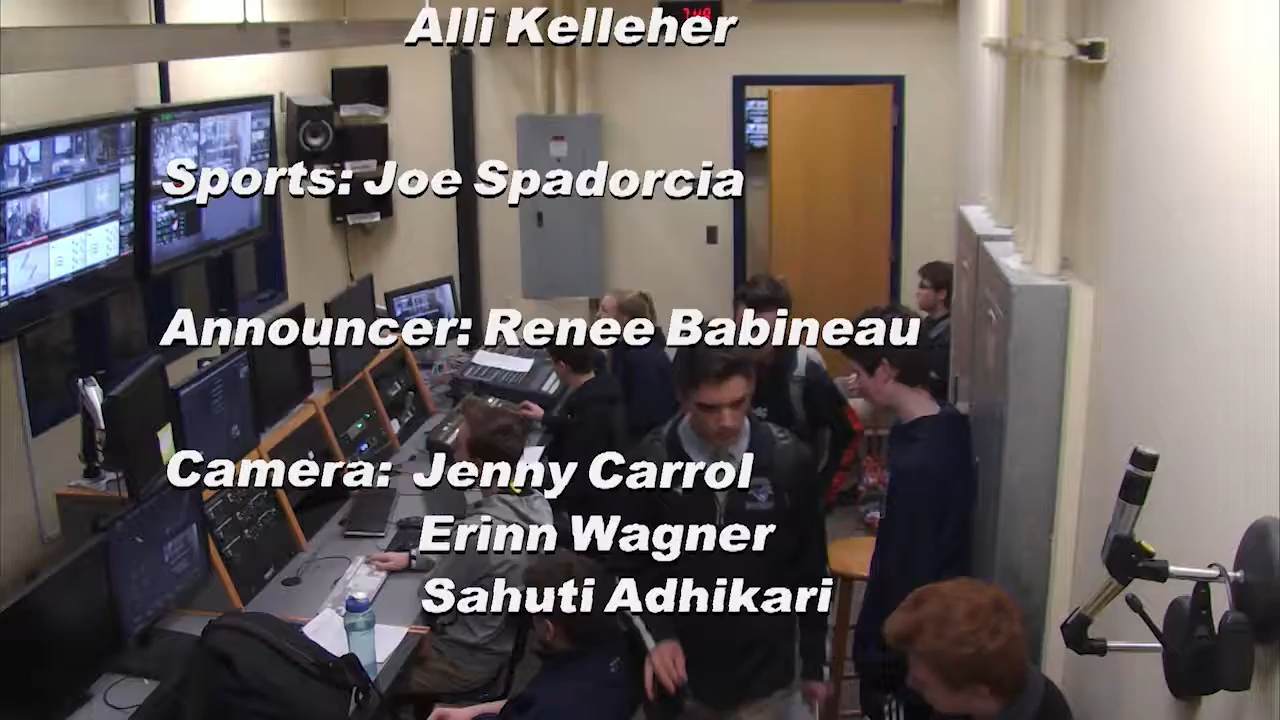 Alli Kelleher
Sports: Joe Spadorcia
Announcer: Renee Babineau
Camera: Jenny Carrol
Erinn Wagner
Sahuti Adhikari